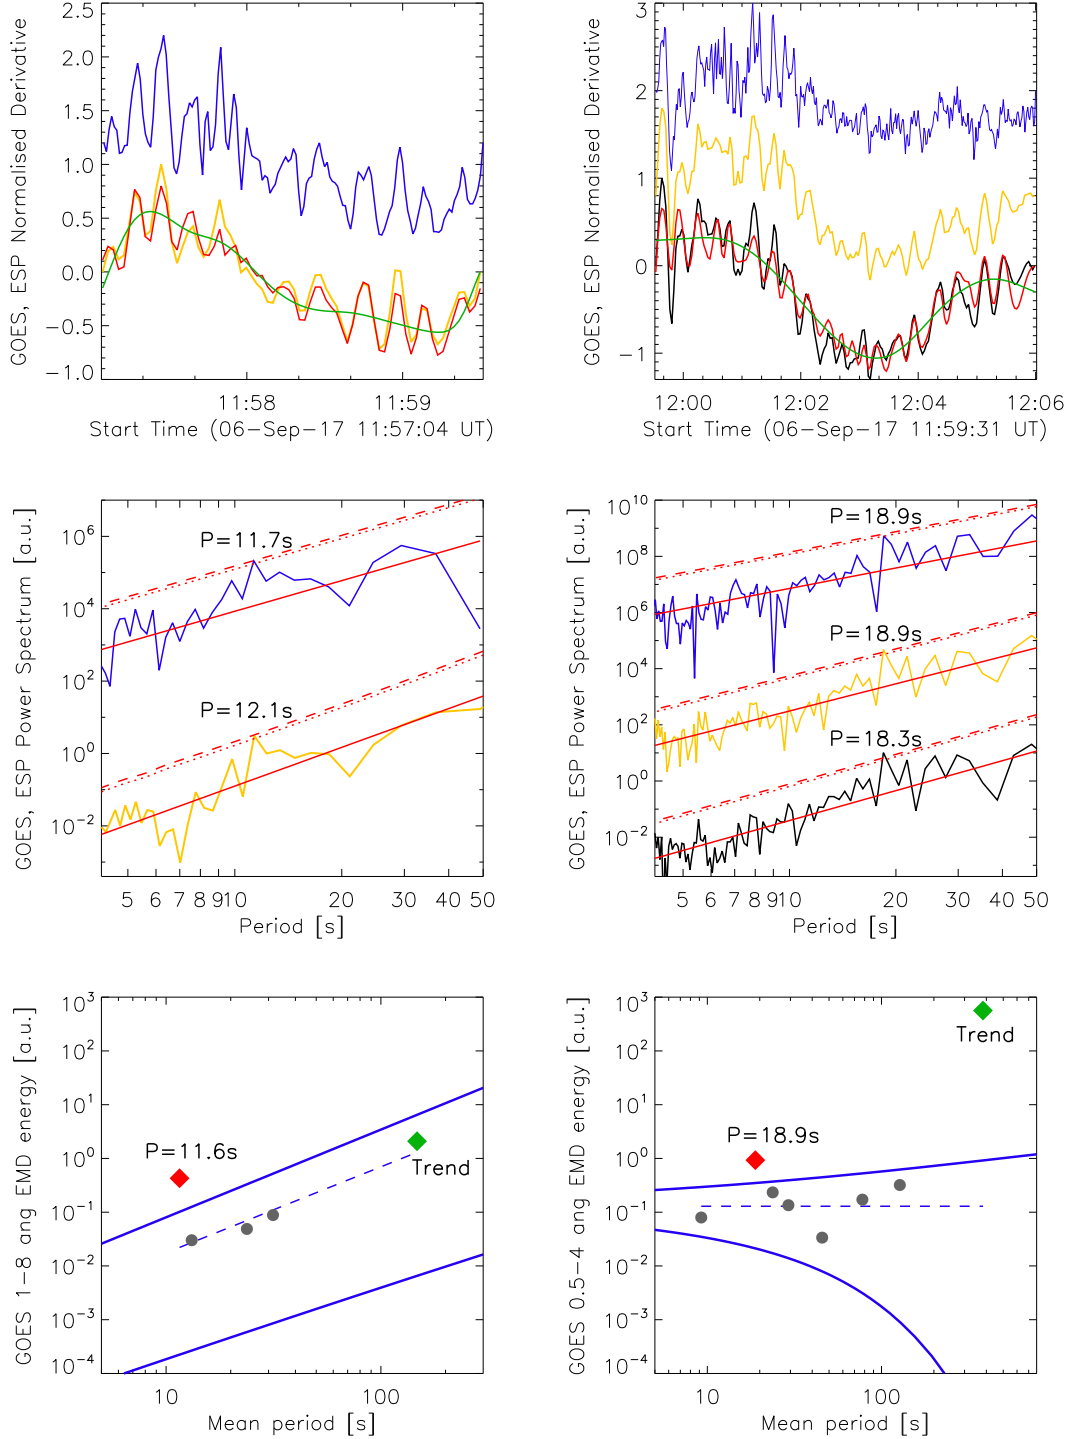 GOES, ESP Normalised Derivative
2.5
2.0
1.5
1.0
0.5
0.0
−0.5
−1.0
11:58 11:59
Start Time (06−Sep−17 11:57:04 UT)
GOES, ESP Normalised Derivative
3
2
1
0
−1
12:00 12:02 12:04 12:06
Start Time (06−Sep−17 11:59:31 UT)
GOES, ESP Power Spectrum [a.u.]
10^6
10^4
10^2
10^0
10^−2
P=11.7s
P=12.1s
5 6 7 8 9 10 20 30 40 50
Period [s]
GOES, ESP Power Spectrum [a.u.]
10^10
10^8
10^6
10^4
10^2
10^0
10^−2
P=18.9s
P=18.9s
P=18.3s
5 6 7 8 9 10 20 30 40 50
Period [s]
GOES 1−8 ang EMD energy [a.u.]
10^3
10^2
10^1
10^0
10^−1
10^−2
10^−3
10^−4
P=11.6s
Trend
10 100
Mean period [s]
GOES 0.5−4 ang EMD energy [a.u.]
10^3
10^2
10^1
10^0
10^−1
10^−2
10^−3
10^−4
Trend
P=18.9s
10 100
Mean period [s]